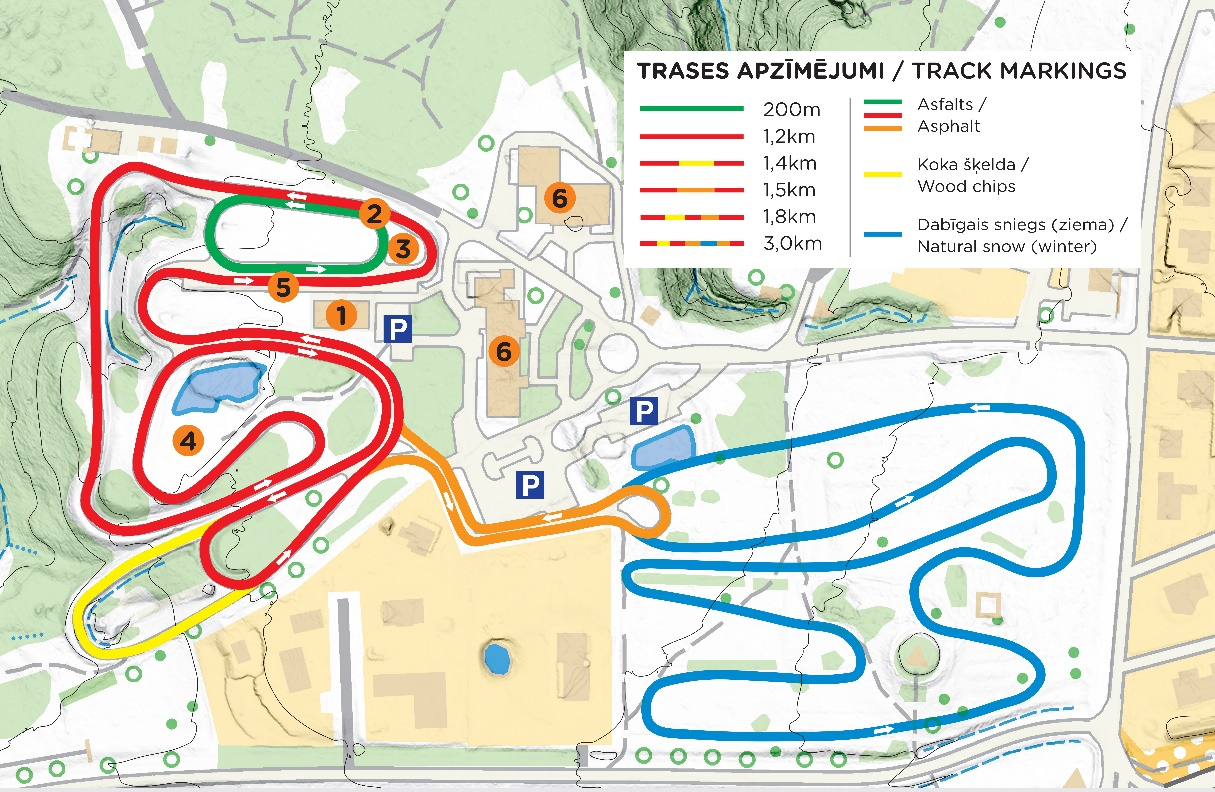 TRASES APZĪMĒJUMI / TRACK MARKINGS
200m
1,2km
1,4km
1,5km
1,8km
3,0km
Asfalts /
Asphalt
Koka šķelda /
Wood chips
Dabīgais sniegs (ziema) /
Natural snow (winter)
6
2
3
5
1
P
6
4
P
P